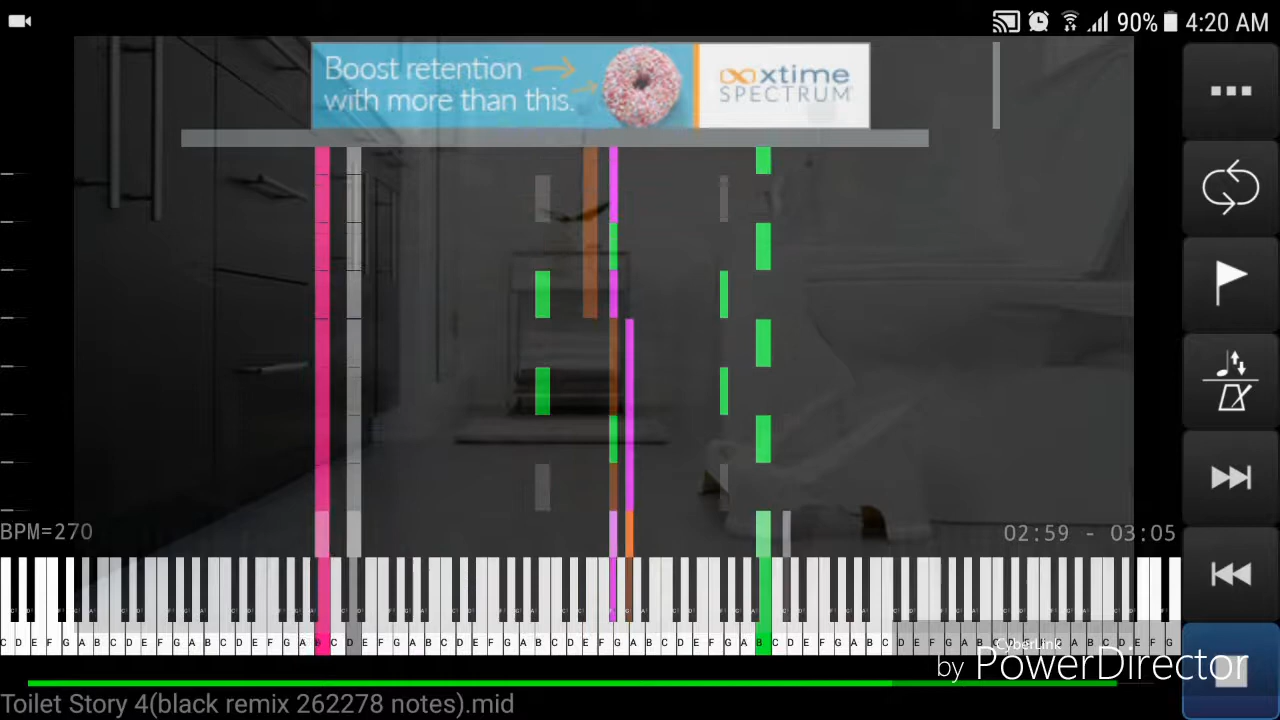 90% 4:20 AM
Boost retention
with more than this.
xtime
SPECTRUM
BPM=270
02:59 - 03:05
CyberLink
by PowerDirector
Toilet Story 4(black remix 262278 notes).mid